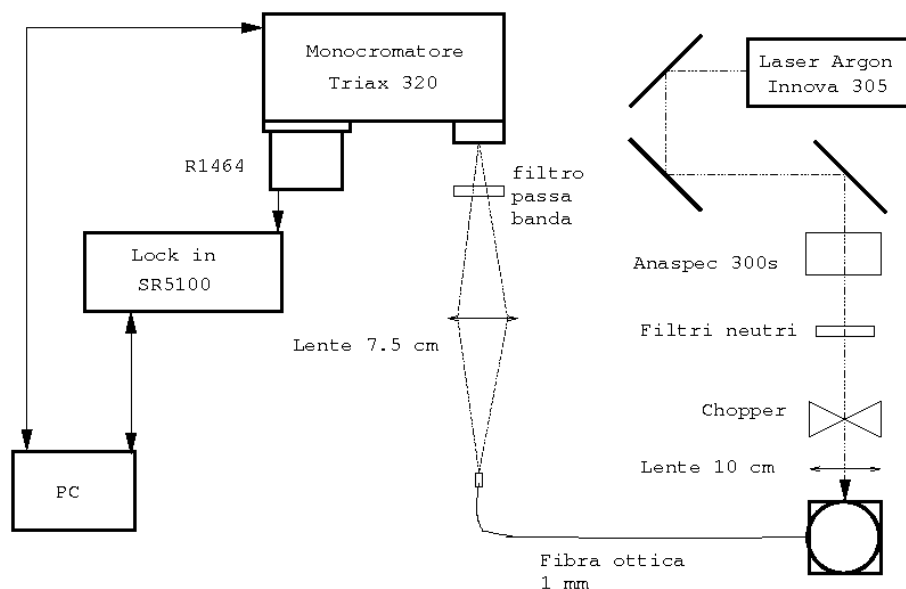 Monocromatore
Triax 320
Laser Argon
Innova 305
R1464
filtro
passa
banda
Lock in
SR5100
Anaspec 300s
Filtri neutri
Lente 7.5 cm
Chopper
Lente 10 cm
PC
Fibra ottica
1 mm